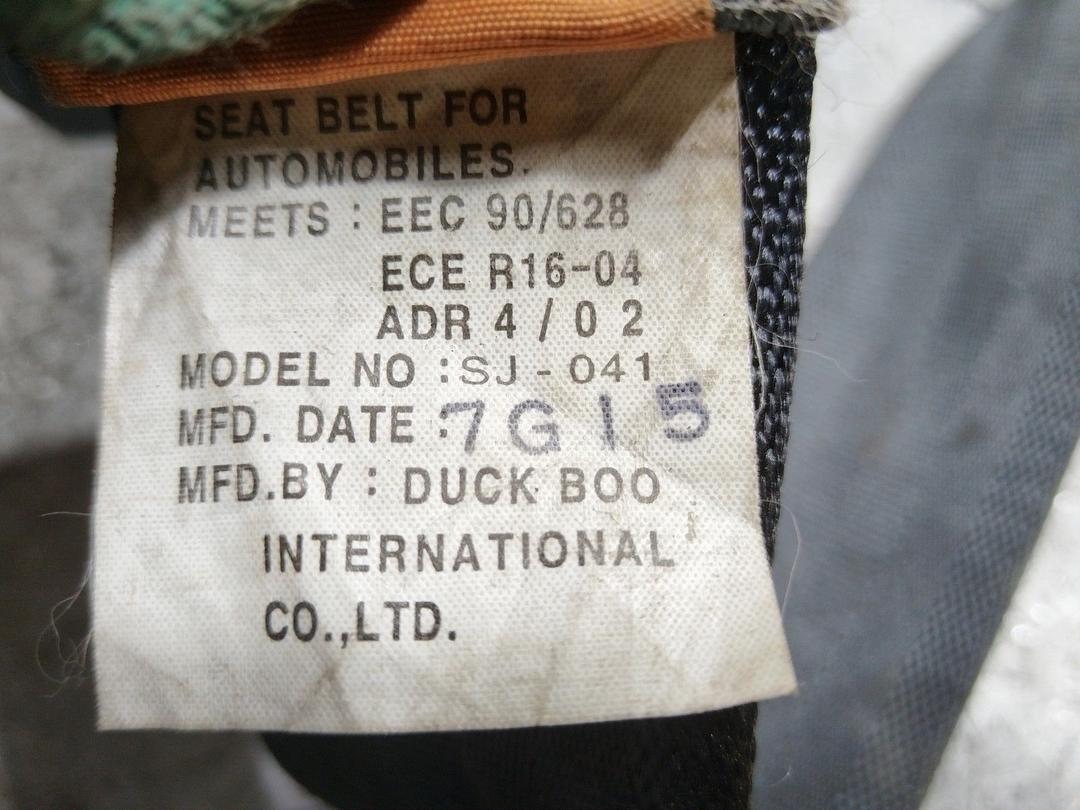 SEAT BELT FOR
AUTOMOBILES.
MEETS : EEC 90/628
ECE R16-04
ADR 4 / 0 2
MODEL NO : SJ - 041
MFD. DATE : 7G15
MFD.BY : DUCK BOO
INTERNATIONAL
CO.,LTD.